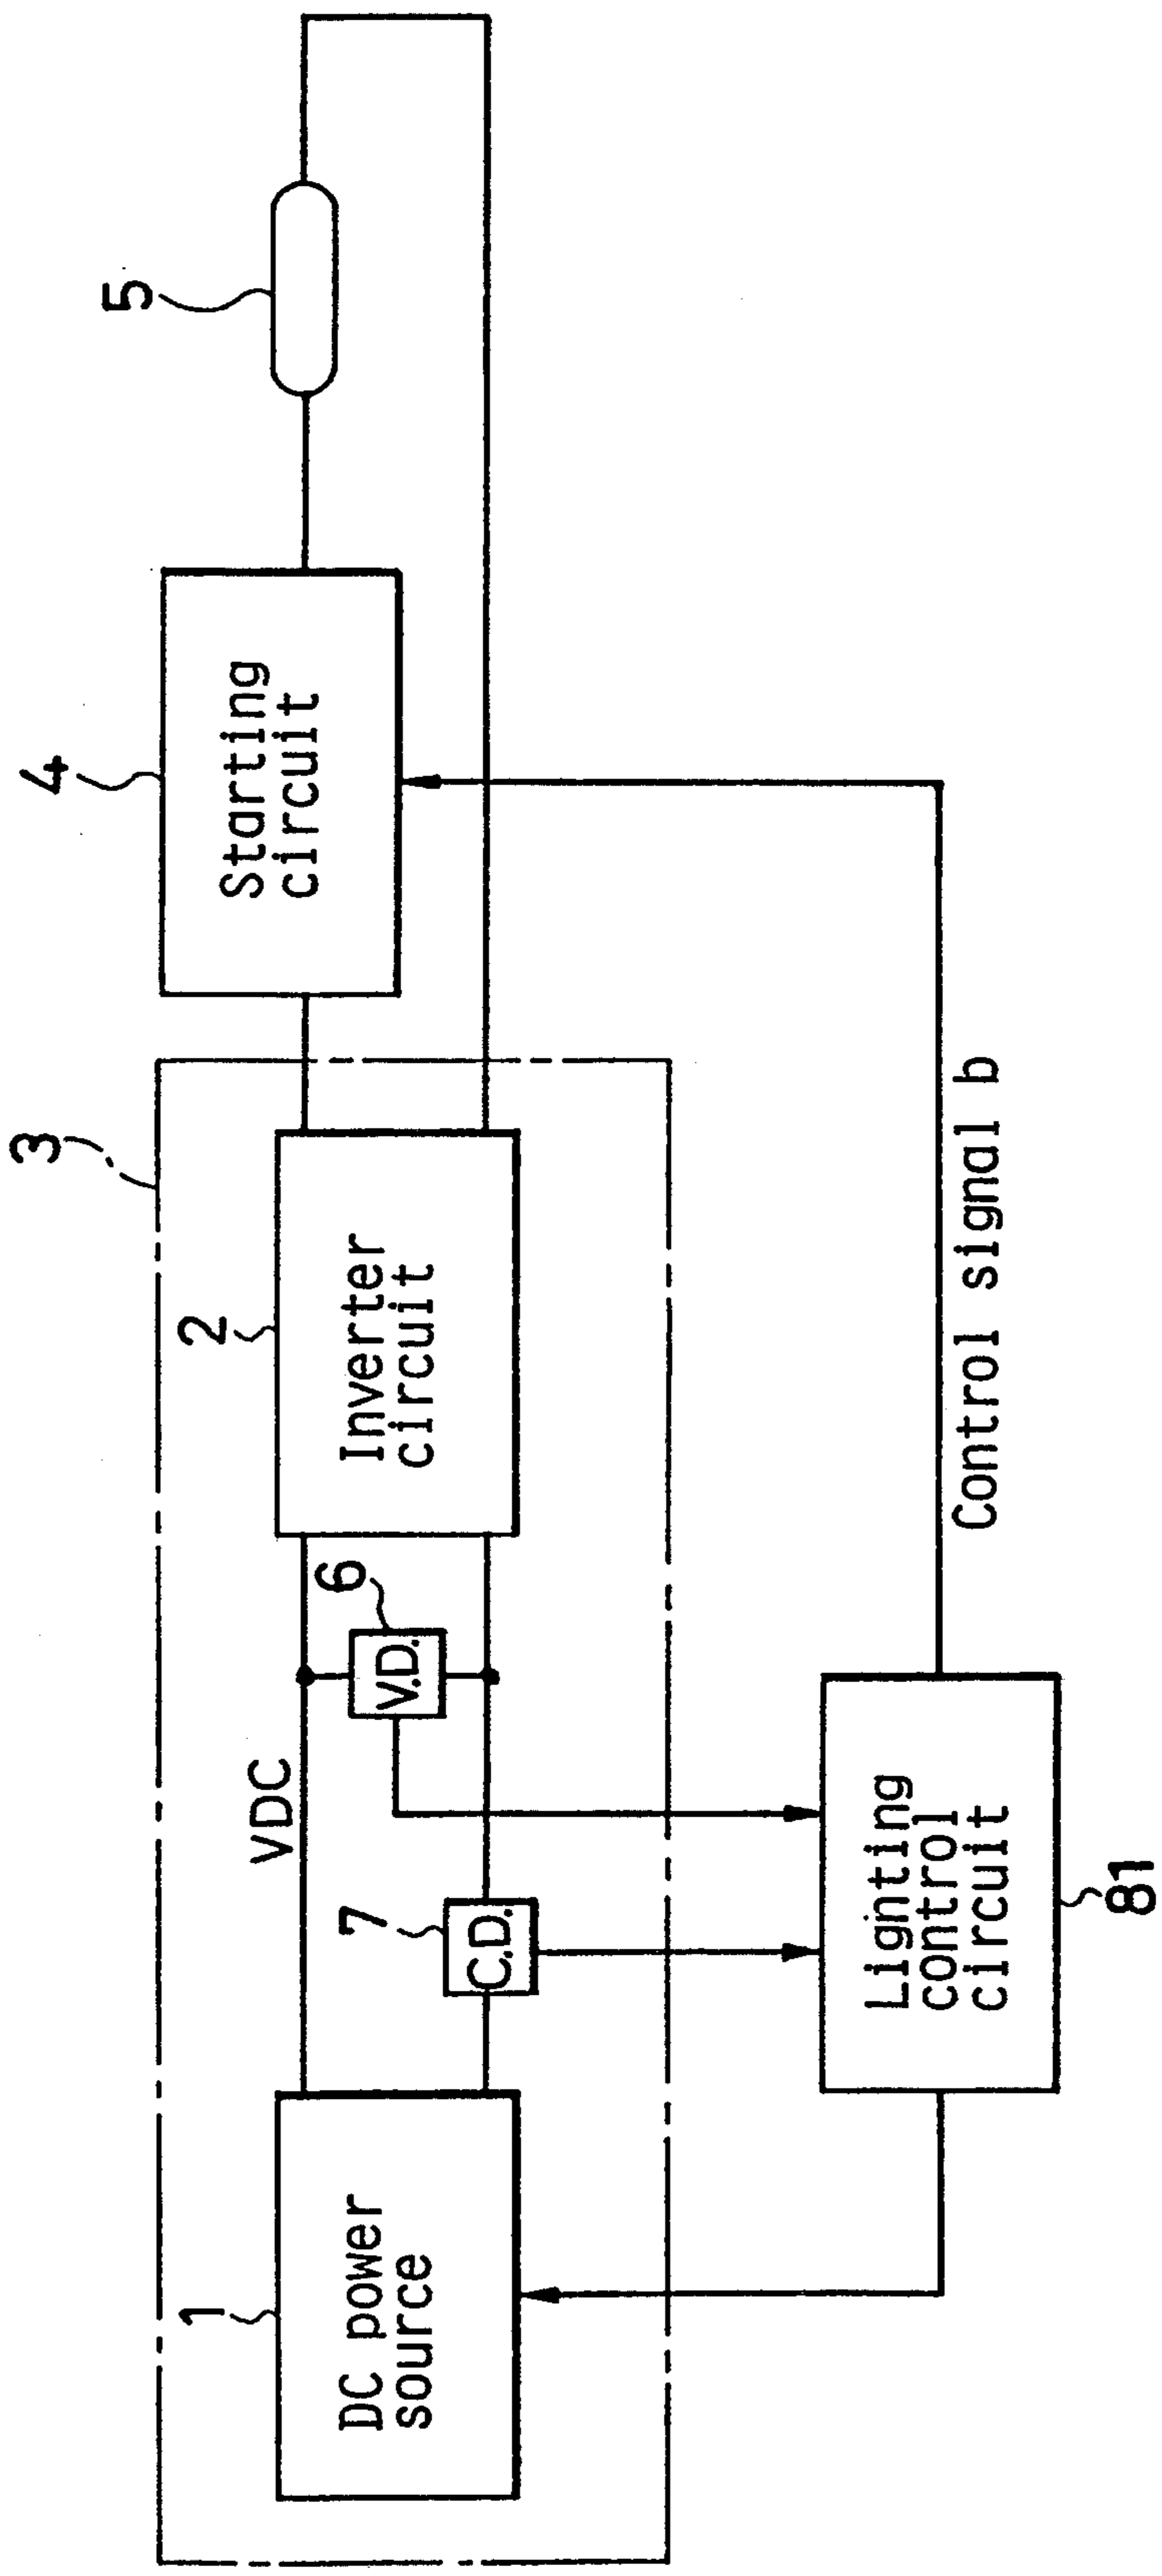 3
1
DC power
source
VDC
7
C.D.
6
V.D.
2
Inverter
circuit
4
Starting
circuit
5
Lignting
control
circuit
81
Control signal b